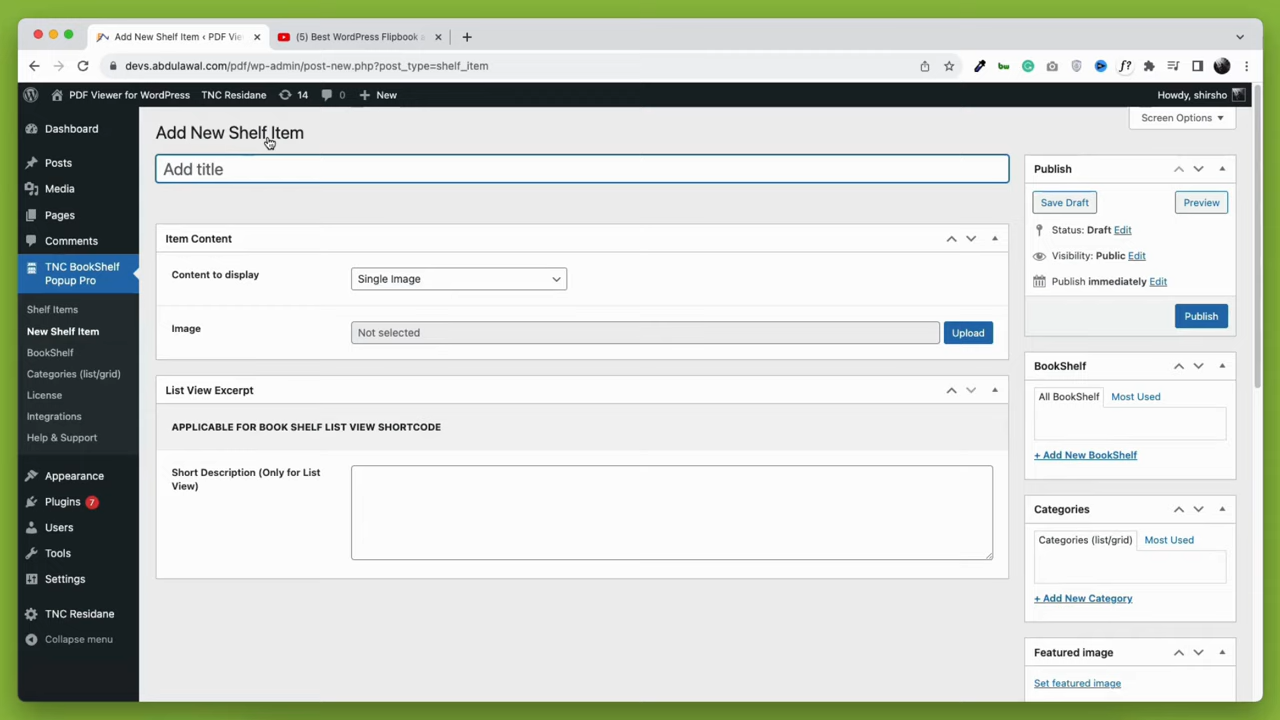 Add New Shelf Item ‹ PDF Vie
(5) Best WordPress Flipbook a
devs.abdulawal.com/pdf/wp-admin/post-new.php?post_type=shelf_item
PDF Viewer for WordPress
TNC Residane
14
0
New
Howdy, shirsho
Dashboard
Posts
Media
Pages
Comments
TNC BookShelf
Popup Pro
Shelf Items
New Shelf Item
BookShelf
Categories (list/grid)
License
Integrations
Help & Support
Appearance
Plugins 7
Users
Tools
Settings
TNC Residane
Collapse menu
Add New Shelf Item
Screen Options
Add title
Item Content
Content to display
Single Image
Image
Not selected
Upload
List View Excerpt
APPLICABLE FOR BOOK SHELF LIST VIEW SHORTCODE
Short Description (Only for List
View)
Publish
Save Draft
Preview
Status: Draft Edit
Visibility: Public Edit
Publish immediately Edit
Publish
BookShelf
All BookShelf
Most Used
+ Add New BookShelf
Categories
Categories (list/grid)
Most Used
+ Add New Category
Featured image
Set featured image